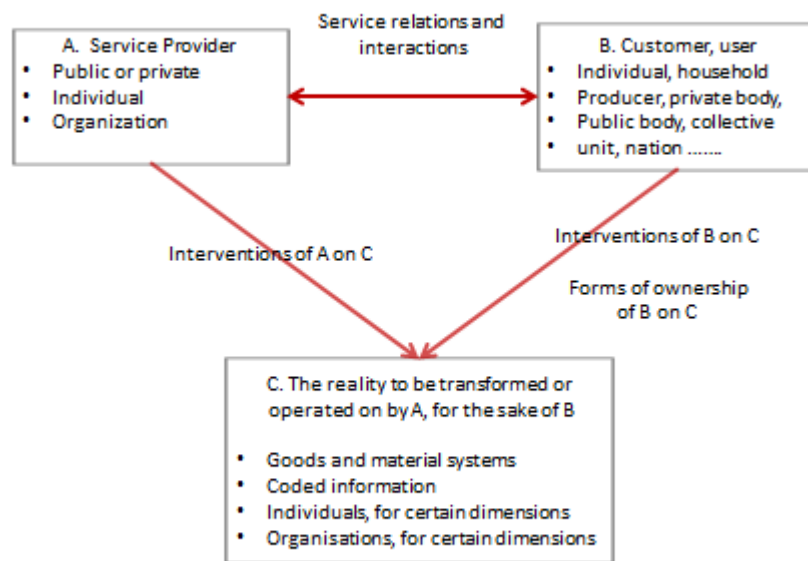 Service relations and
interactions
A. Service Provider
• Public or private
• Individual
• Organization
B. Customer, user
• Individual, household
• Producer, private body,
• Public body, collective
• unit, nation .......
Interventions of A on C
Interventions of B on C
Forms of ownership
of B on C
C. The reality to be transformed or
operated on by A, for the sake of B
• Goods and material systems
• Coded information
• Individuals, for certain dimensions
• Organisations, for certain dimensions